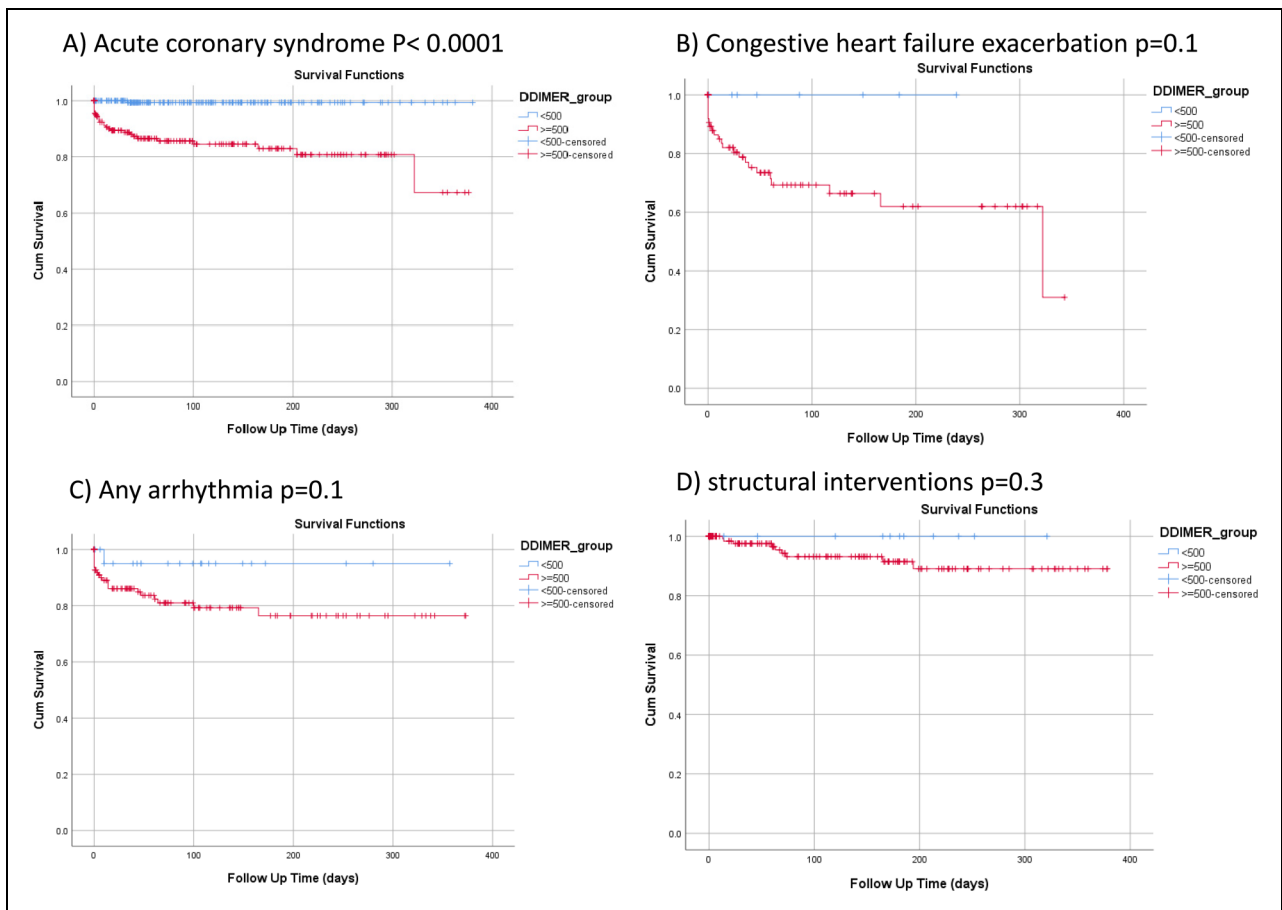 A) Acute coronary syndrome P< 0.0001
Survival Functions
1.0
0.8
0.6
0.4
0.2
0.0
Cum Survival
0 100 200 300 400
Follow Up Time (days)
DDIMER_group
<500
>=500
<500-censored
>=500-censored
B) Congestive heart failure exacerbation p=0.1
Survival Functions
1.0
0.8
0.6
0.4
0.2
0.0
Cum Survival
0 100 200 300 400
Follow Up Time (days)
DDIMER_group
<500
>=500
<500-censored
>=500-censored
C) Any arrhythmia p=0.1
Survival Functions
1.0
0.8
0.6
0.4
0.2
0.0
Cum Survival
0 100 200 300 400
Follow Up Time (days)
DDIMER_group
<500
>=500
<500-censored
>=500-censored
D) structural interventions p=0.3
Survival Functions
1.0
0.8
0.6
0.4
0.2
0.0
Cum Survival
0 100 200 300 400
Follow Up Time (days)
DDIMER_group
<500
>=500
<500-censored
>=500-censored